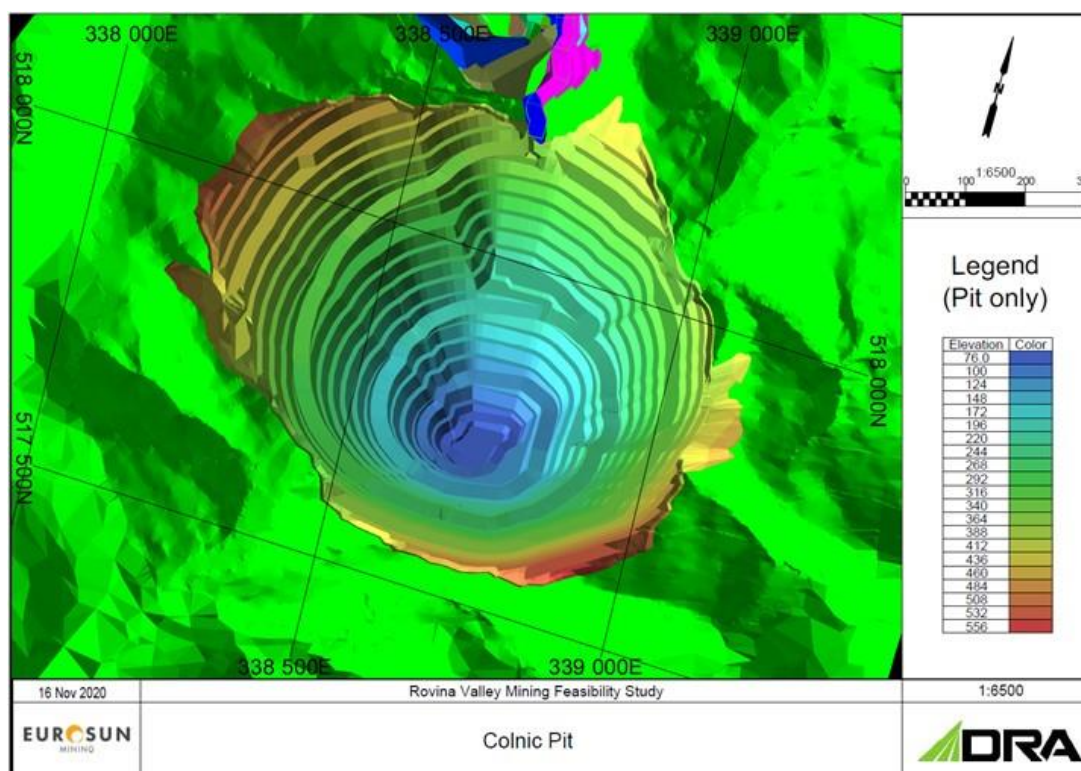 338 000E
338 500E
339 000E
518 000N
517 500N
518 000N
338 500E
339 000E
N
1:6500
0 100 200 3
Legend
(Pit only)
Elevation Color
76.0
100
124
148
172
196
220
244
268
292
316
340
364
388
412
436
460
484
508
532
556
16 Nov 2020
Rovina Valley Mining Feasibility Study
1:6500
EUROSUN
MINING
Colnic Pit
DRA